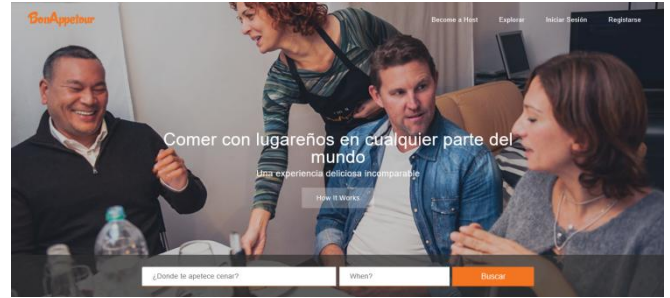 BonAppetour
Become a Host
Explorar
Iniciar Sesión
Registarse
Comer con lugareños en cualquier parte del
mundo
Una experiencia deliciosa incomparable
How It Works
¿Donde te apetece cenar?
When?
Buscar